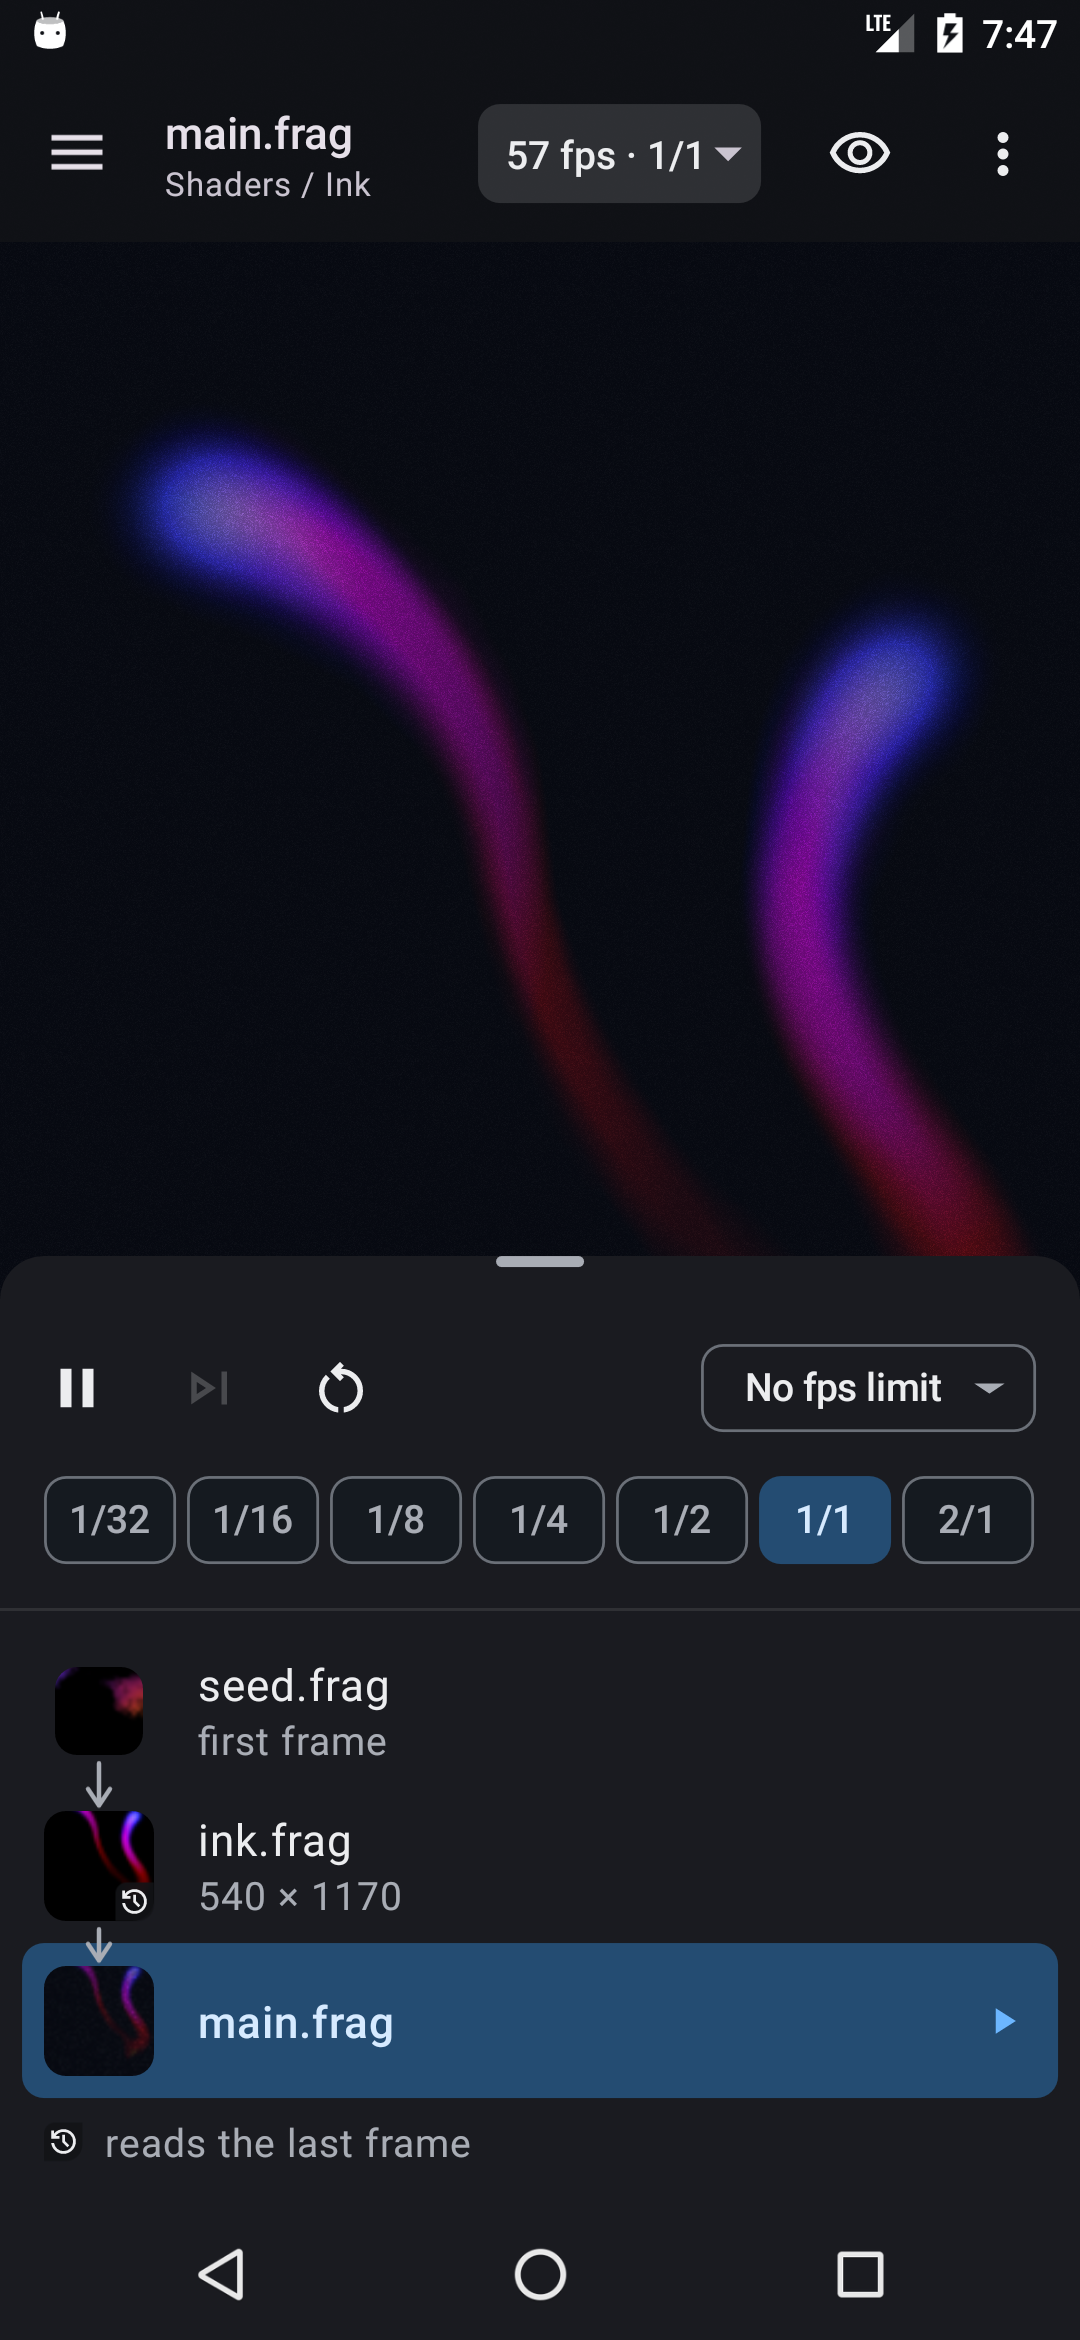 LTE 7:47
main.frag
Shaders / Ink
57 fps · 1/1
No fps limit
1/32 1/16 1/8 1/4 1/2 1/1 2/1
seed.frag
first frame
ink.frag
540 × 1170
main.frag
reads the last frame